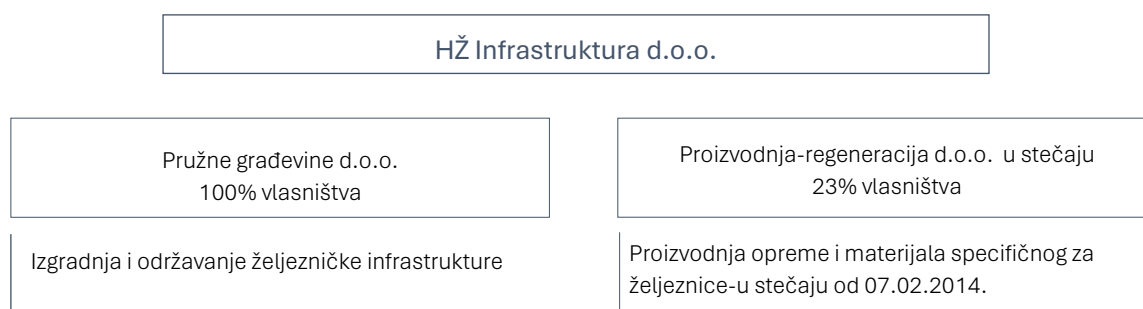 HŽ Infrastruktura d.o.o.
Pružne građevine d.o.o.
100% vlasništva
Proizvodnja-regeneracija d.o.o. u stečaju
23% vlasništva
Izgradnja i održavanje željezničke infrastrukture
Proizvodnja opreme i materijala specifičnog za
željeznice-u stečaju od 07.02.2014.